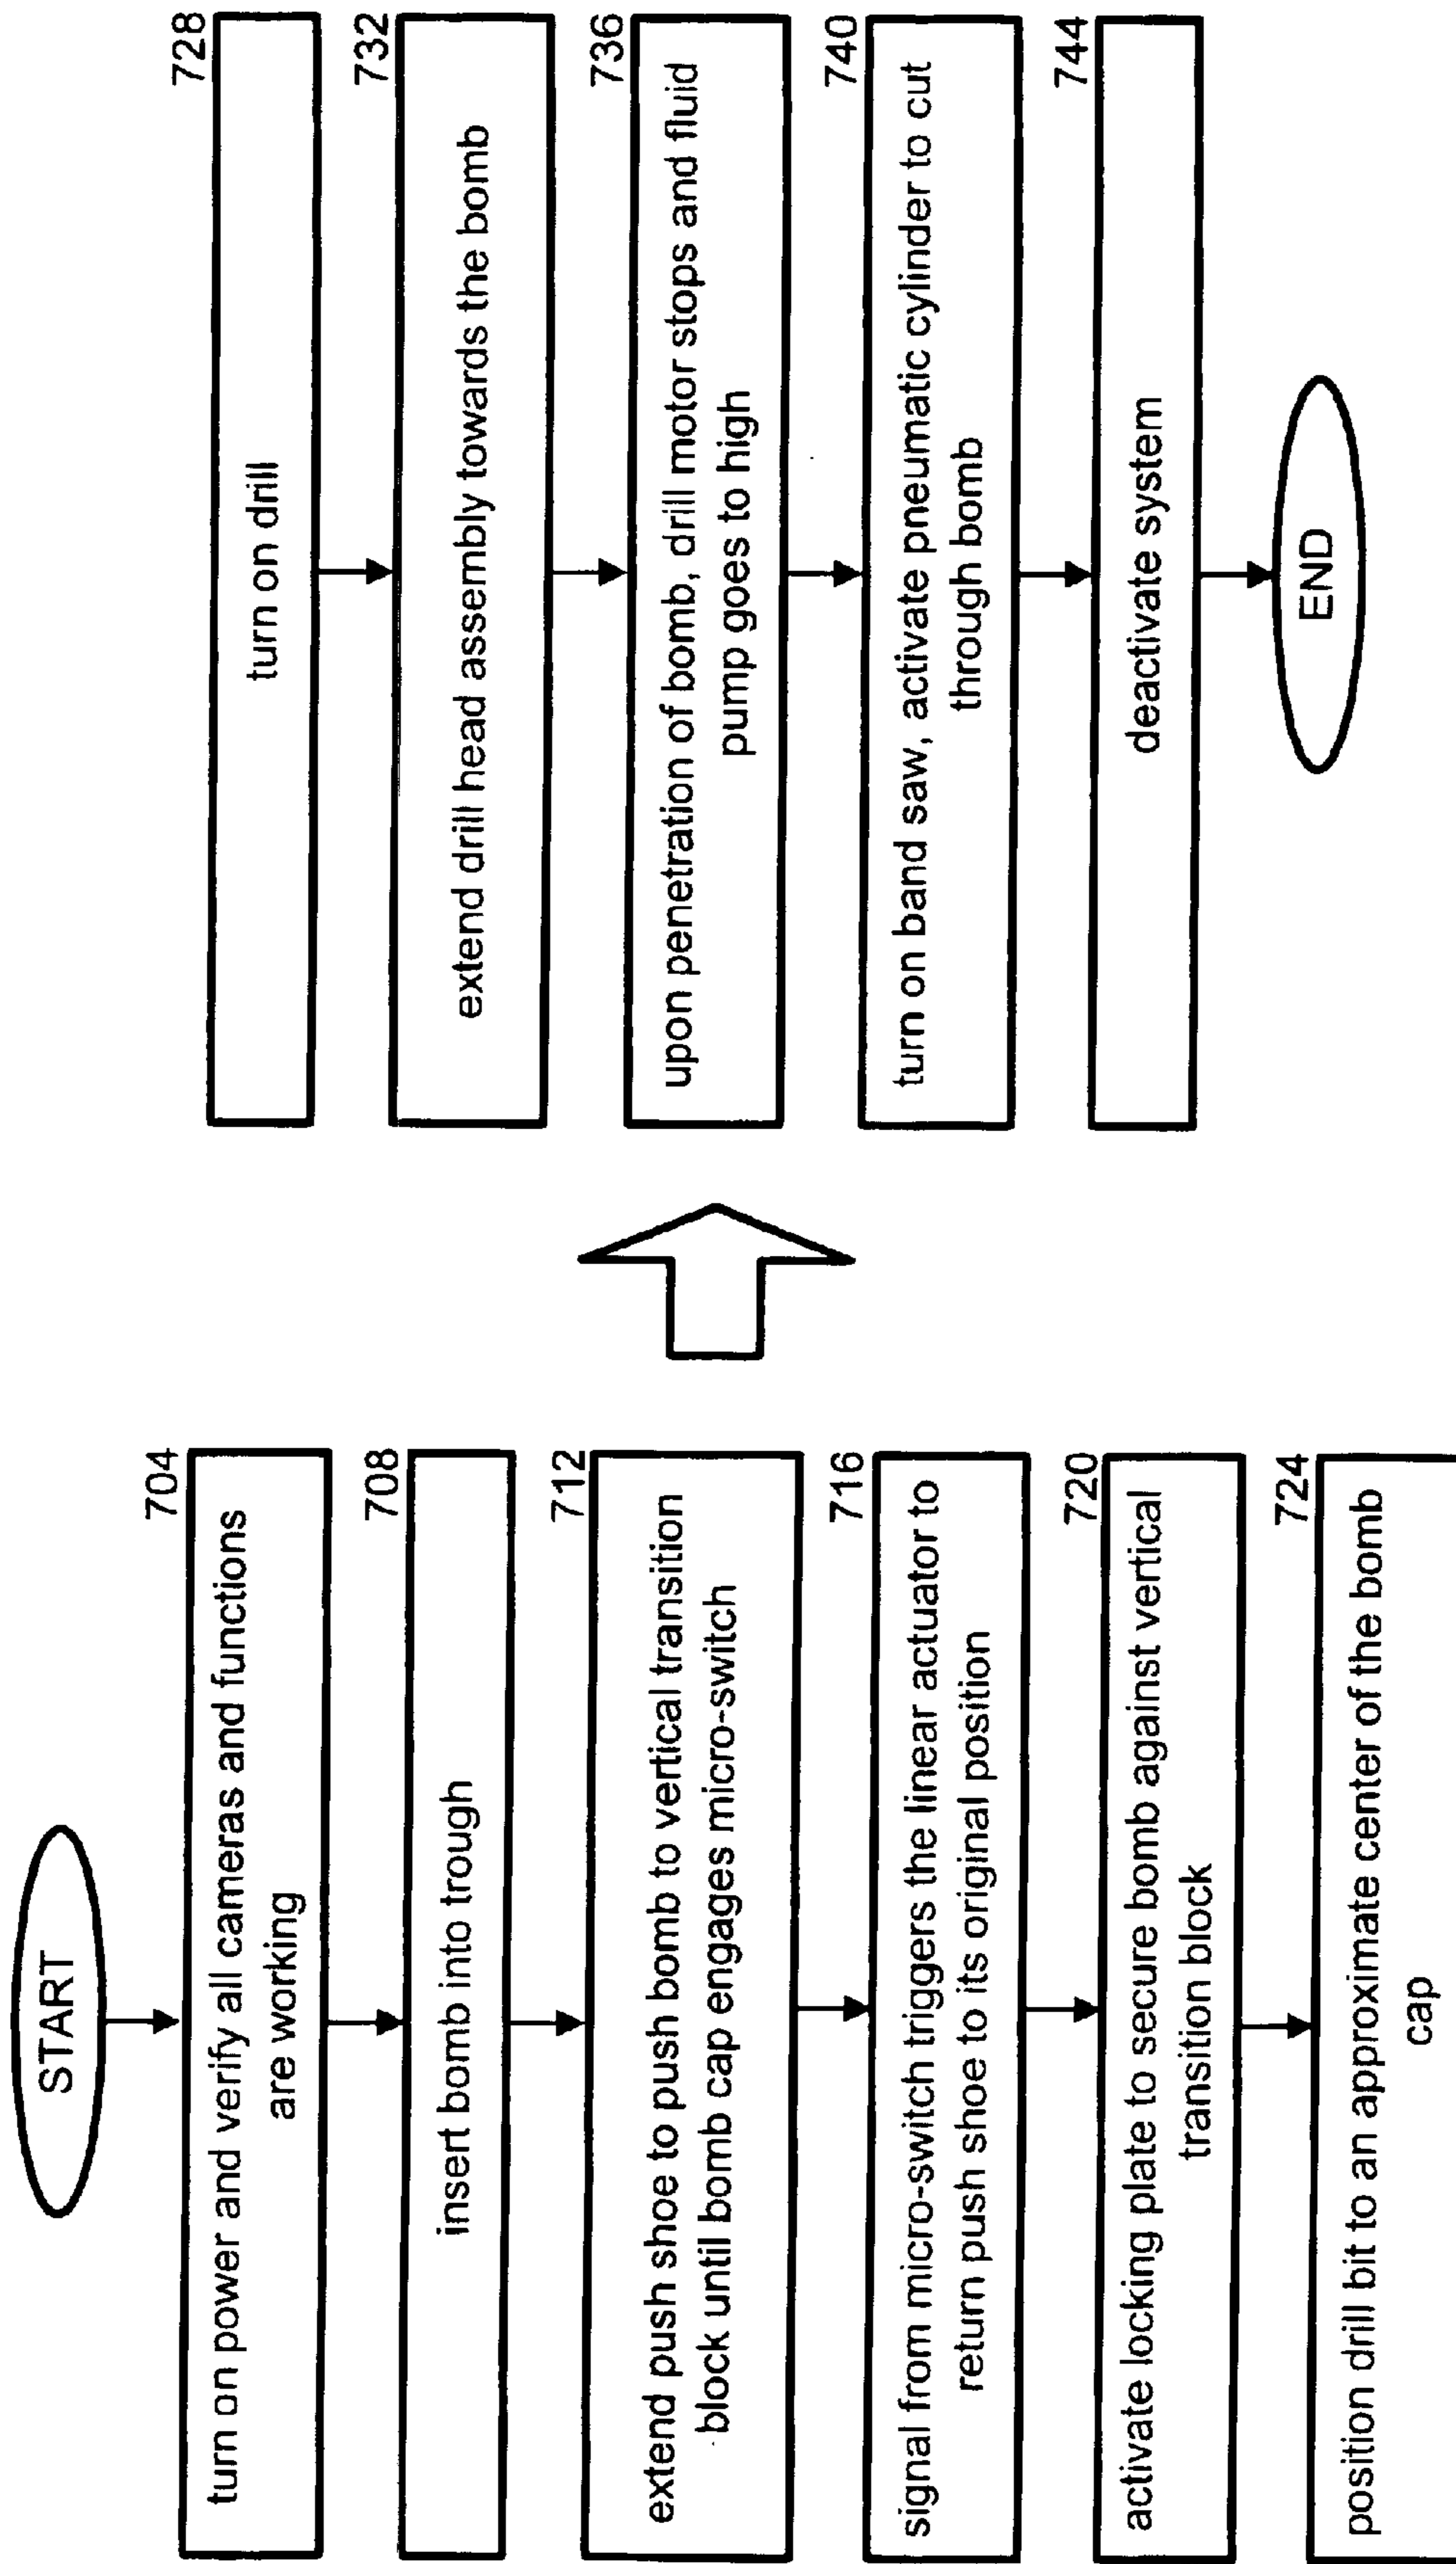 START
704
turn on power and verify all cameras and functions
are working
708
insert bomb into trough
712
extend push shoe to push bomb to vertical transition
block until bomb cap engages micro-switch
716
signal from micro-switch triggers the linear actuator to
return push shoe to its original position
720
activate locking plate to secure bomb against vertical
transition block
724
position drill bit to an approximate center of the bomb
cap
728
turn on drill
732
extend drill head assembly towards the bomb
736
upon penetration of bomb, drill motor stops and fluid
pump goes to high
740
turn on band saw, activate pneumatic cylinder to cut
through bomb
744
deactivate system
END